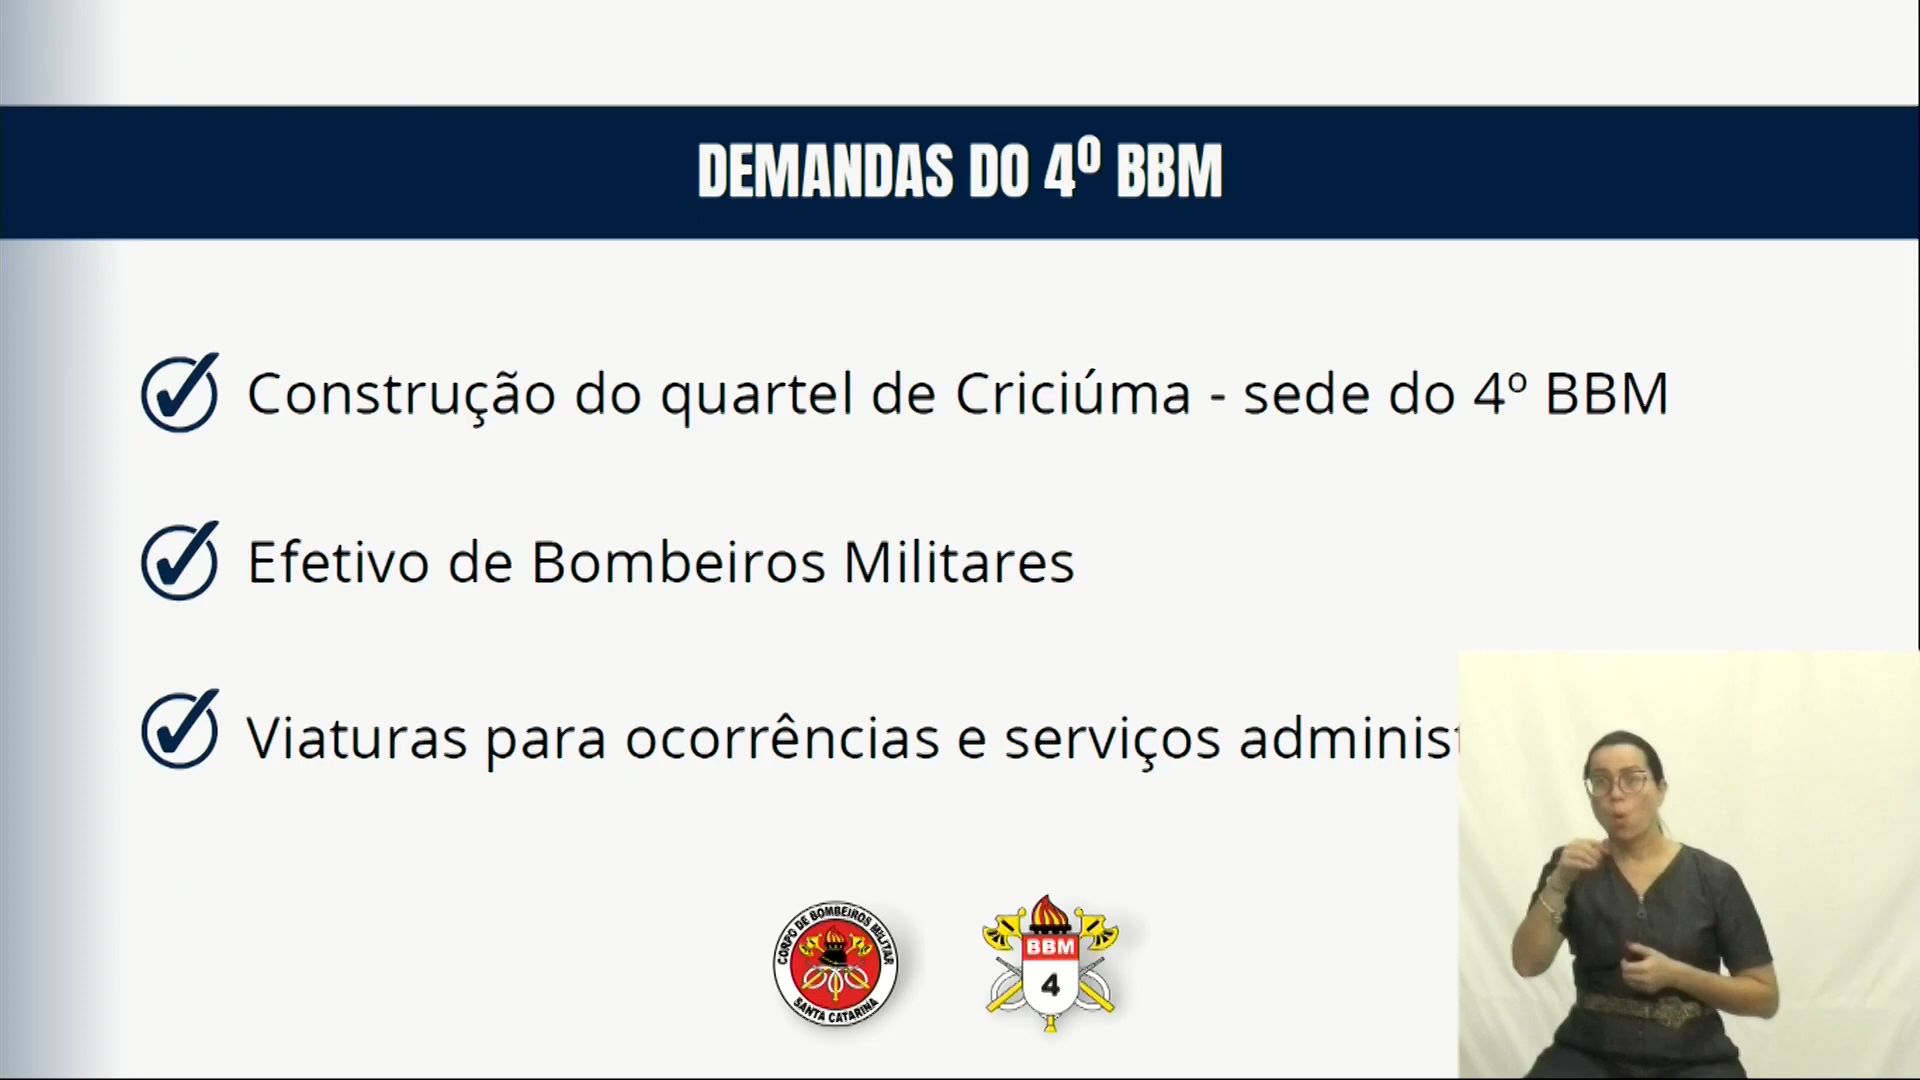 DEMANDAS DO 4º BBM
Construção do quartel de Criciúma - sede do 4º BBM
Efetivo de Bombeiros Militares
Viaturas para ocorrências e serviços
CORPO DE BOMBEIROS MILITAR
SANTA CATARINA
BBM
4